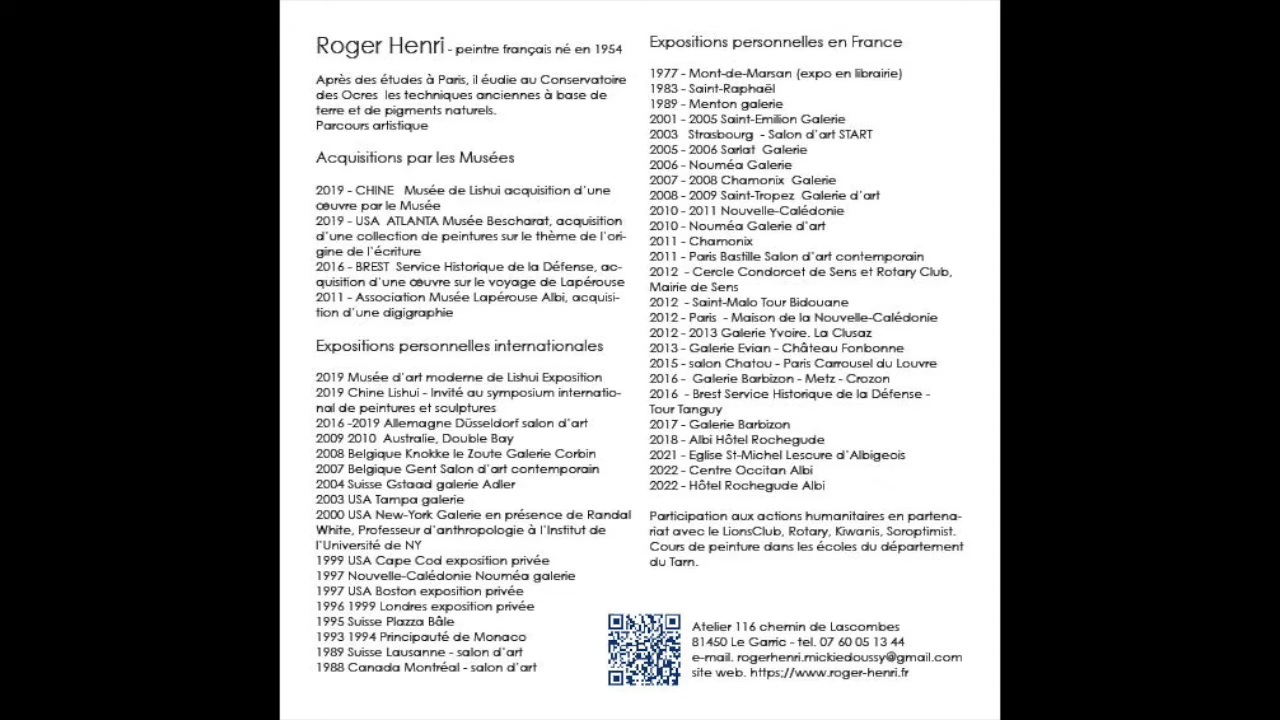 Roger Henri - peintre français né en 1954
Après des études à Paris, il éudie au Conservatoire
des Ocres les techniques anciennes à base de
terre et de pigments naturels.
Parcours artistique
Acquisitions par les Musées
2019 - CHINE Musée de Lishui acquisition d'une
œuvre par le Musée
2019 - USA ATLANTA Musée Bescharat, acquisition
d'une collection de peintures sur le thème de l'ori-
gine de l'écriture
2016 - BREST Service Historique de la Défense, ac-
quisition d'une œuvre sur le voyage de Lapérouse
2011 - Association Musée Lapérouse Albi, acquisi-
tion d'une digigraphie
Expositions personnelles internationales
2019 Musée d'art moderne de Lishui Exposition
2019 Chine Lishui - Invité au symposium internatio-
nal de peintures et sculptures
2016 -2019 Allemagne Düsseldorf salon d'art
2009 2010 Australie, Double Bay
2008 Belgique Knokke le Zoute Galerie Corbin
2007 Belgique Gent Salon d'art contemporain
2004 Suisse Gstaad galerie Adler
2003 USA Tampa galerie
2000 USA New-York Galerie en présence de Randal
White, Professeur d'anthropologie à l'Institut de
l'Université de NY
1999 USA Cape Cod exposition privée
1997 Nouvelle-Calédonie Nouméa galerie
1997 USA Boston exposition privée
1996 1999 Londres exposition privée
1995 Suisse Plazza Bâle
1993 1994 Principauté de Monaco
1989 Suisse Lausanne - salon d'art
1988 Canada Montréal - salon d'art
Expositions personnelles en France
1977 - Mont-de-Marsan (expo en librairie)
1983 - Saint-Raphaël
1989 - Menton galerie
2001 - 2005 Saint-Emilion Galerie
2003 Strasbourg - Salon d'art START
2005 - 2006 Sarlat Galerie
2006 - Nouméa Galerie
2007 - 2008 Chamonix Galerie
2008 - 2009 Saint-Tropez Galerie d'art
2010 - 2011 Nouvelle-Calédonie
2010 - Nouméa Galerie d'art
2011 - Chamonix
2011 - Paris Bastille Salon d'art contemporain
2012 - Cercle Condorcet de Sens et Rotary Club,
Mairie de Sens
2012 - Saint-Malo Tour Bidouane
2012 - Paris - Maison de la Nouvelle-Calédonie
2012 - 2013 Galerie Yvoire. La Clusaz
2013 - Galerie Evian - Château Fonbonne
2015 - salon Chatou - Paris Carrousel du Louvre
2016 - Galerie Barbizon - Metz - Crozon
2016 - Brest Service Historique de la Défense -
Tour Tanguy
2017 - Galerie Barbizon
2018 - Albi Hôtel Rochegude
2021 - Eglise St-Michel Lescure d'Albigeois
2022 - Centre Occitan Albi
2022 - Hôtel Rochegude Albi
Participation aux actions humanitaires en partena-
riat avec le LionsClub, Rotary, Kiwanis, Soroptimist.
Cours de peinture dans les écoles du département
du Tarn.
Atelier 116 chemin de Lascombes
81450 Le Garric - tel. 07 60 05 13 44
e-mail. rogerhenri.mickiedoussy@gmail.com
site web. https;//www.roger-henri.fr